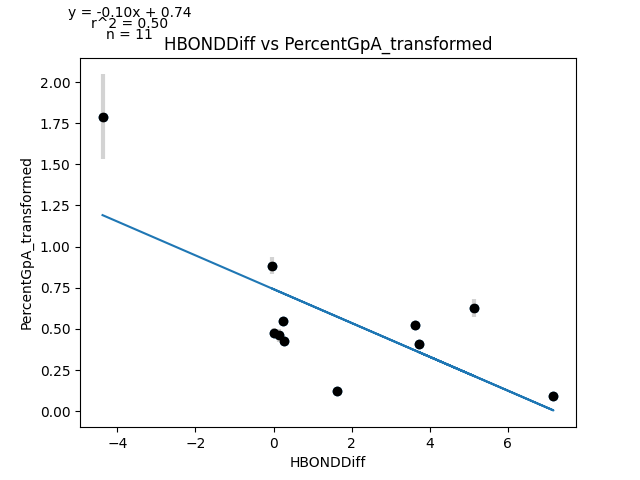 y = -0.10x + 0.74
r^2 = 0.50
n = 11
HBONDDiff vs PercentGpA_transformed
PercentGpA_transformed
2.00
1.75
1.50
1.25
1.00
0.75
0.50
0.25
0.00
−4 −2 0 2 4 6
HBONDDiff